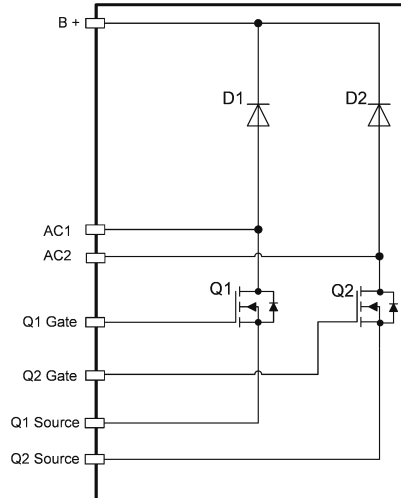 B +
D1
D2
AC1
AC2
Q1
Q2
Q1 Gate
Q2 Gate
Q1 Source
Q2 Source